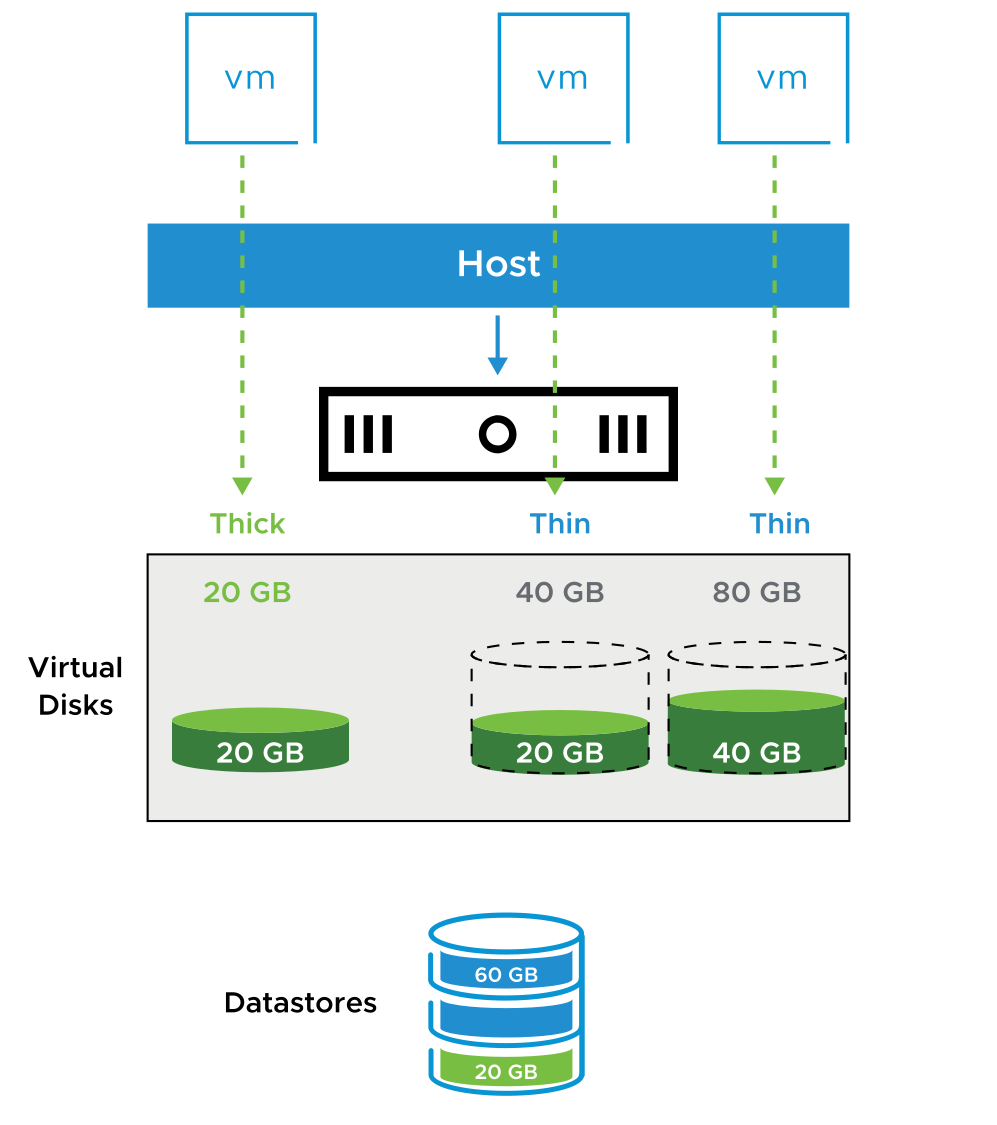 vm
vm
vm
Host
Thick
Thin
Thin
20 GB
40 GB
80 GB
Virtual
Disks
20 GB
20 GB
40 GB
Datastores
60 GB
20 GB